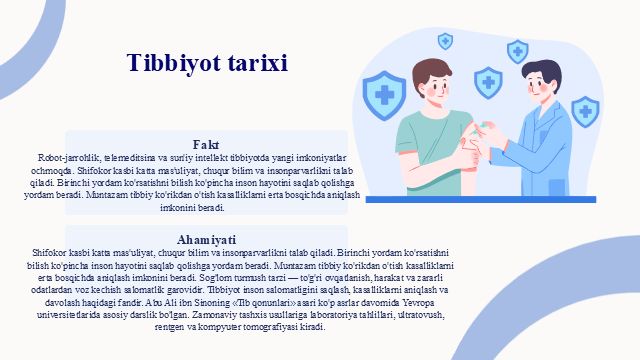 Tibbiyot tarixi
Fakt
Robot-jarrohlik, telemeditsina va sun'iy intellekt tibbiyotda yangi imkoniyatlar
ochmoqda. Shifokor kasbi katta mas'uliyat, chuqur bilim va insonparvarlikni talab
qiladi. Birinchi yordam ko'rsatishni bilish ko'pincha inson hayotini saqlab qolishga
yordam beradi. Muntazam tibbiy ko'rikdan o'tish kasalliklarni erta bosqichda aniqlash
imkonini beradi.
Ahamiyati
Shifokor kasbi katta mas'uliyat, chuqur bilim va insonparvarlikni talab qiladi. Birinchi yordam ko'rsatishni
bilish ko'pincha inson hayotini saqlab qolishga yordam beradi. Muntazam tibbiy ko'rikdan o'tish kasalliklarni
erta bosqichda aniqlash imkonini beradi. Sog'lom turmush tarzi — to'g'ri ovqatlanish, harakat va zararli
odatlardan voz kechish salomatlik garovidir. Tibbiyot inson salomatligini saqlash, kasalliklarni aniqlash va
davolash haqidagi fandir. Abu Ali ibn Sinoning «Tib qonunlari» asari ko'p asrlar davomida Yevropa
universitetlarida asosiy darslik bo'lgan. Zamonaviy tashxis usullariga laboratoriya tahlillari, ultratovush,
rentgen va kompyuter tomografiyasi kiradi.